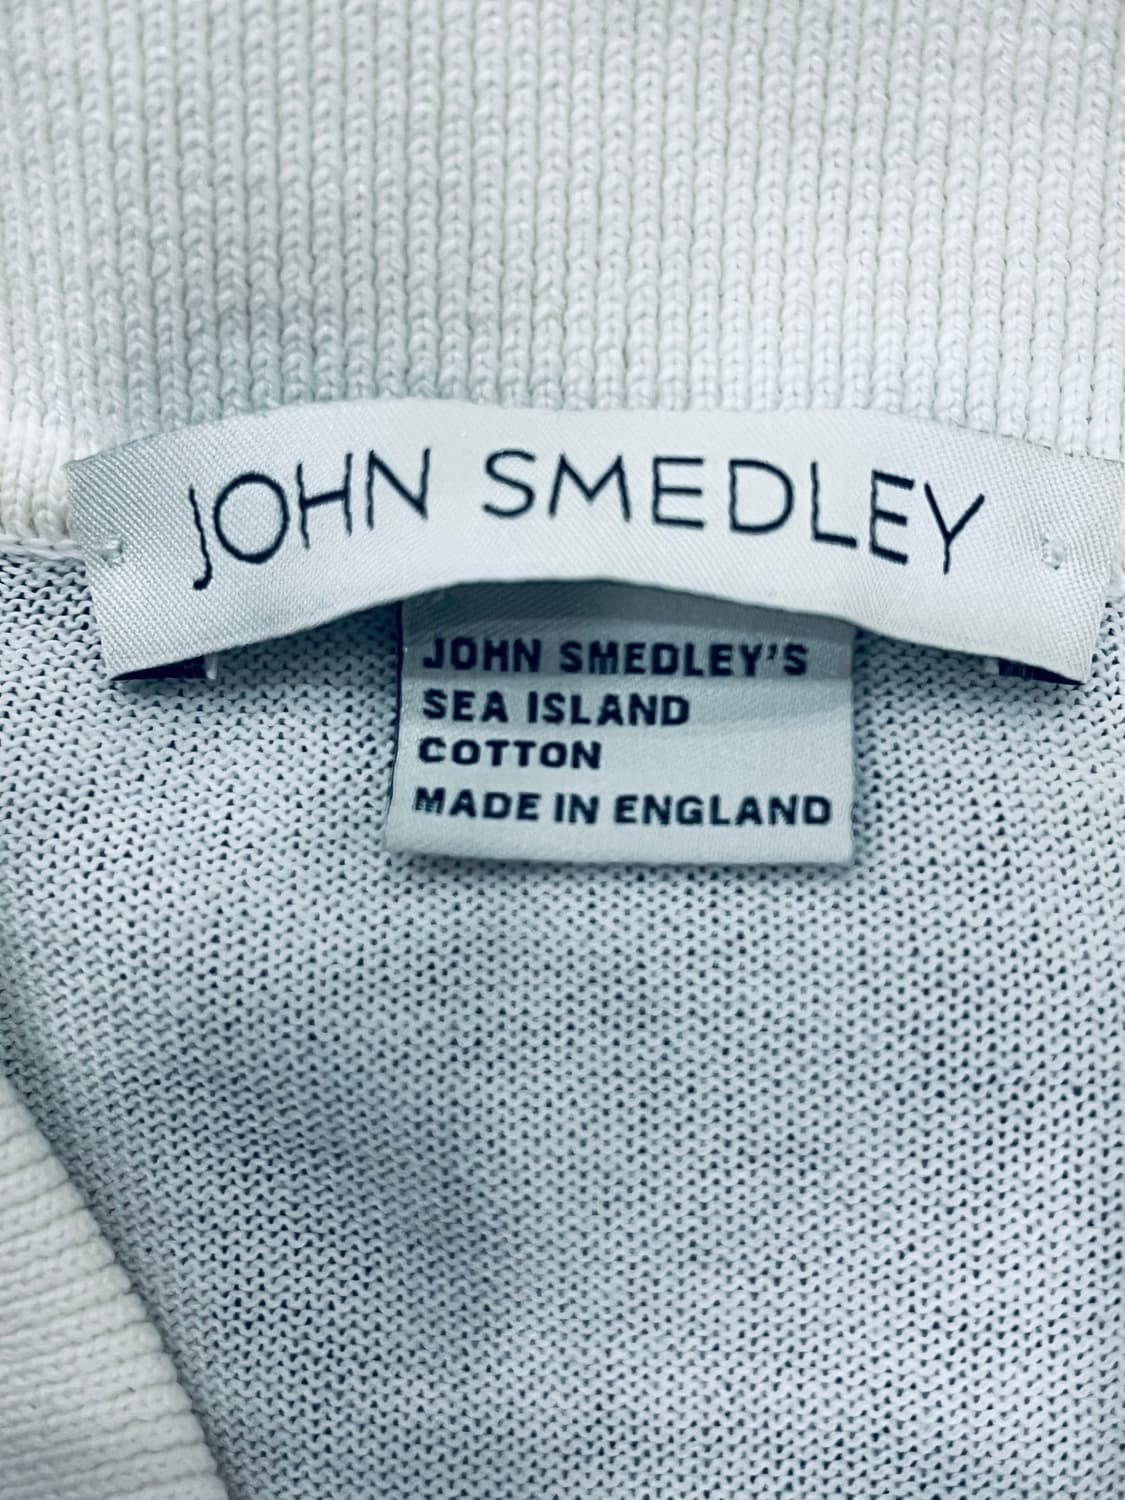 JOHN SMEDLEY
JOHN SMEDLEY'S
SEA ISLAND
COTTON
MADE IN ENGLAND